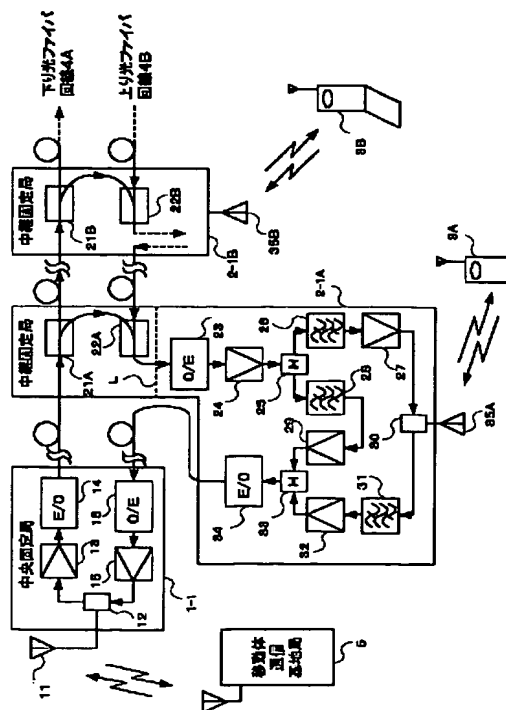 下り光ファイバ
回線4A
上り光ファイバ
回線4B
中継固定局
21B
22B
2-1B
35B
8B
中継固定局
21A
22A
L
2-1A
O/E
23
24
H
25
26
27
28
29
30
31
32
H
33
E/O
34
35A
9A
中央固定局
E/O
14
13
O/E
15
12
1-1
11
移動体
通信
基地局